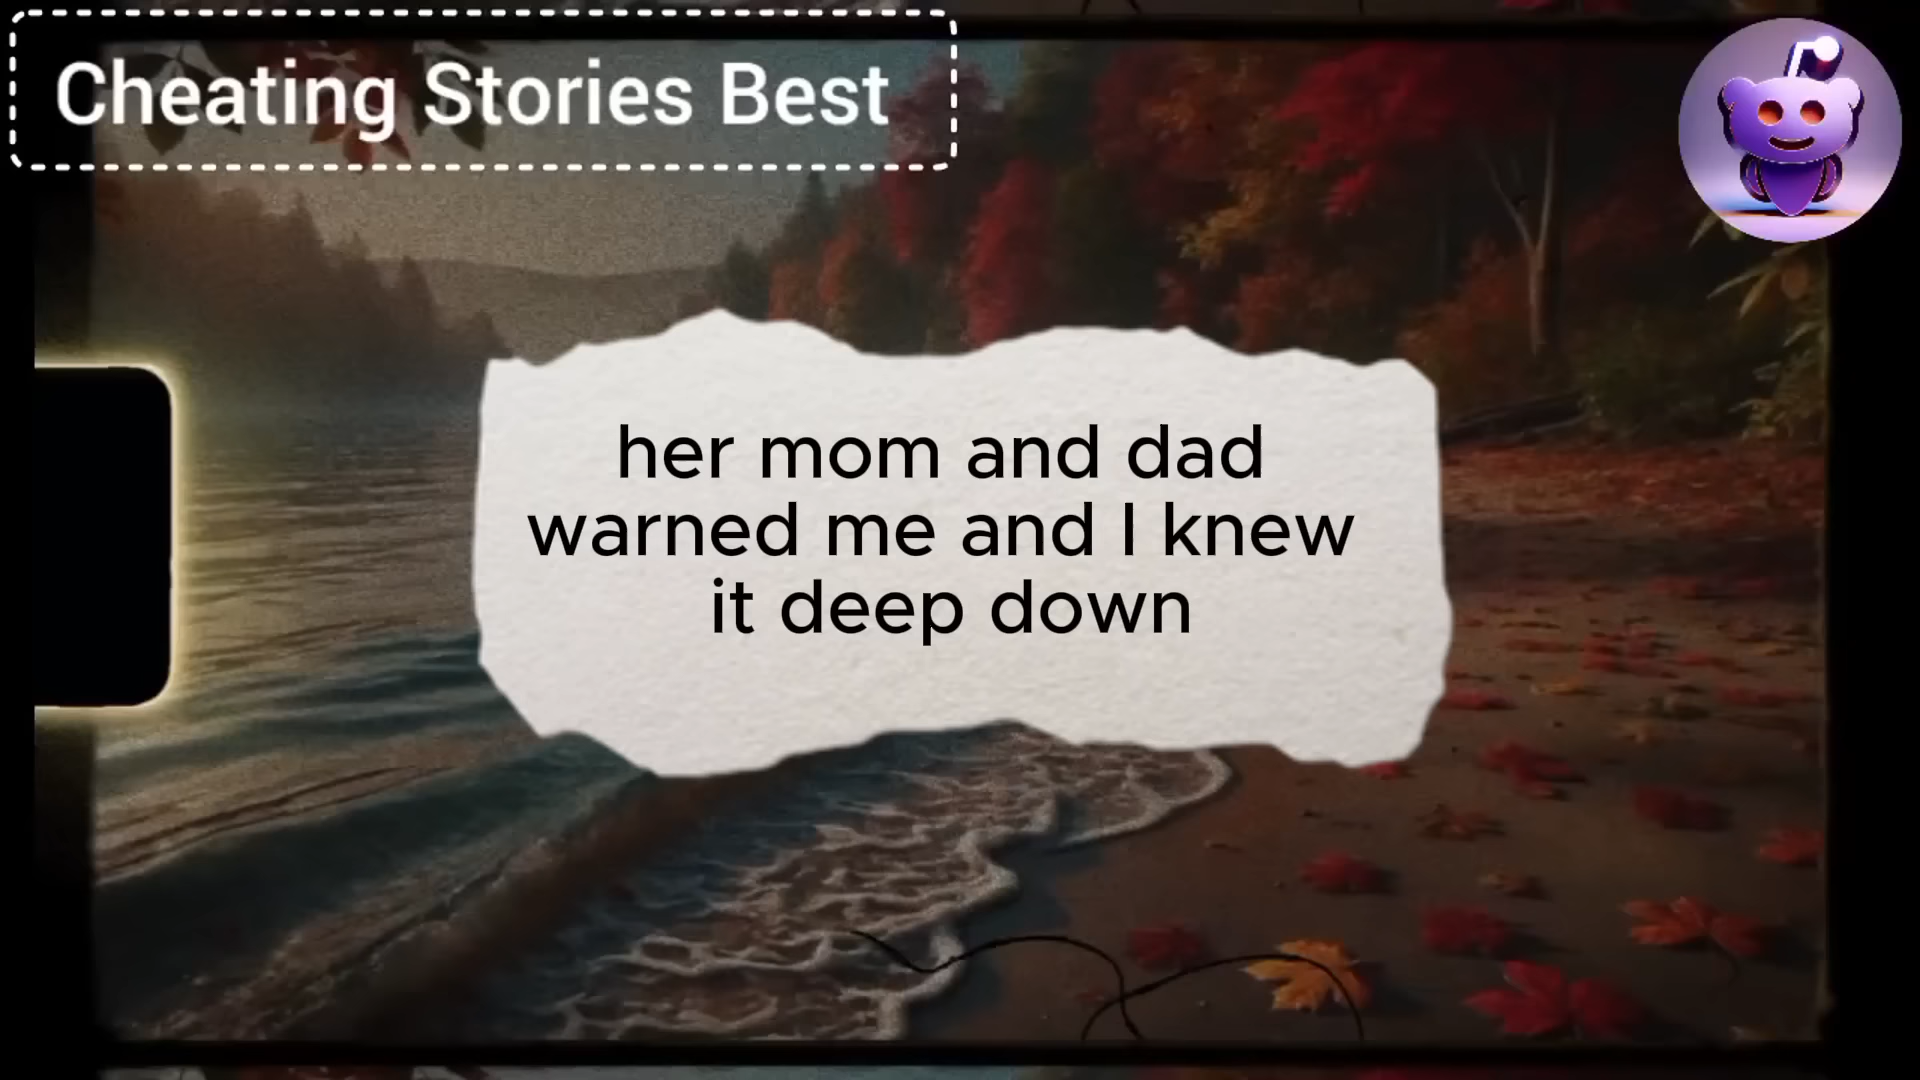 Cheating Stories Best
her mom and dad
warned me and I knew
it deep down